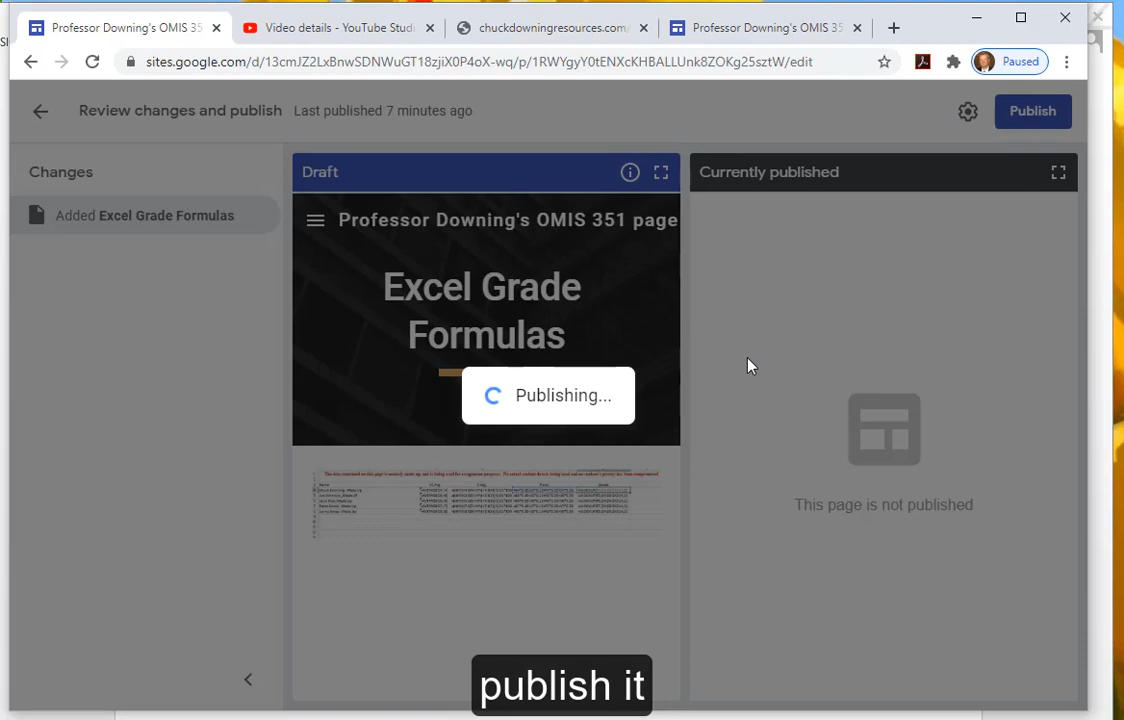 Professor Downing's OMIS 351
Video details - YouTube Studi
chuckdowningresources.com/
Professor Downing's OMIS 35
sites.google.com/d/13cmJZ2LxBnwSDNWuGT18zjiX0P4oX-wq/p/1RWYgyY0tENXcKHBALLUnk8ZOKg25sztW/edit
Paused
Review changes and publish
Last published 7 minutes ago
Publish
Changes
Added Excel Grade Formulas
Draft
Professor Downing's OMIS 351 page
Excel Grade
Formulas
Currently published
This page is not published
Publishing...
publish it